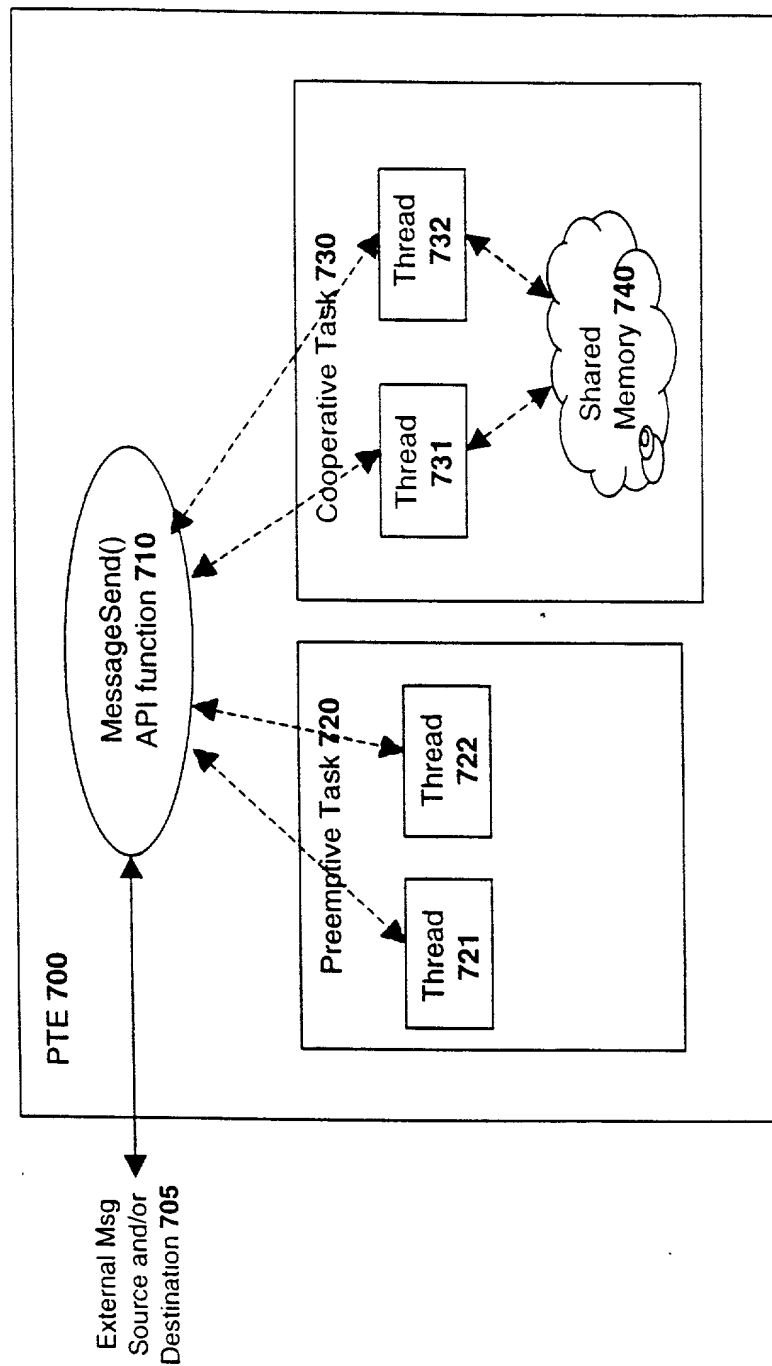 PTE 700
External Msg
Source and/or
Destination 705
MessageSend()
API function 710
Preemptive Task 720
Thread
721
Thread
722
Cooperative Task 730
Thread
731
Thread
732
Shared
Memory 740